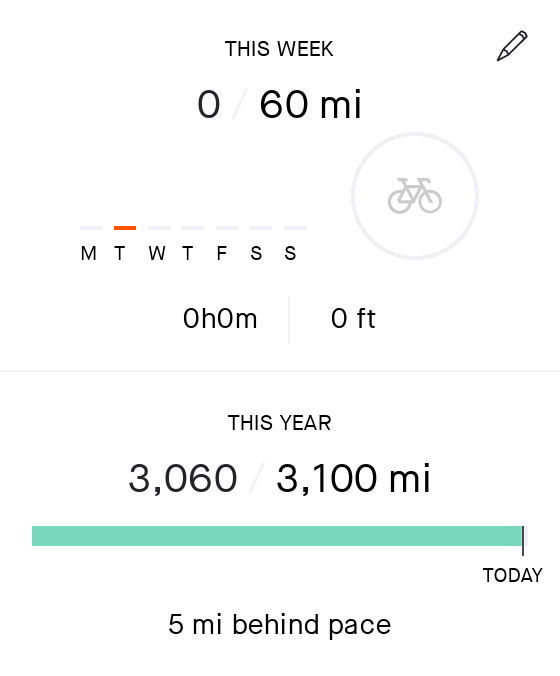 THIS WEEK
0 / 60 mi
M T W T F S S
0h0m 0 ft
THIS YEAR
3,060 / 3,100 mi
TODAY
5 mi behind pace